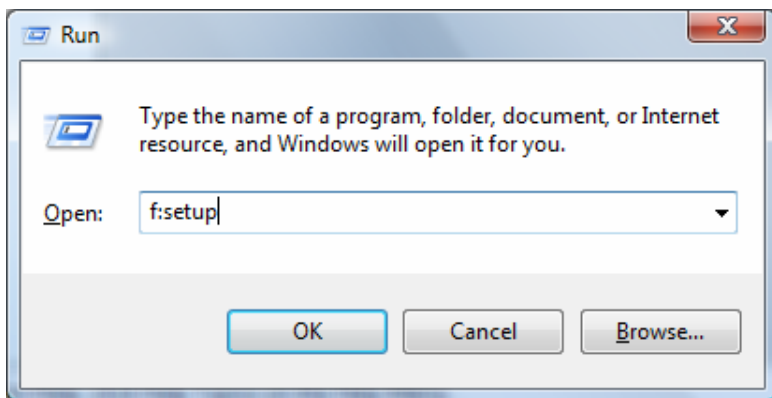 Run
Type the name of a program, folder, document, or Internet
resource, and Windows will open it for you.
Open: f:setup
OK Cancel Browse...